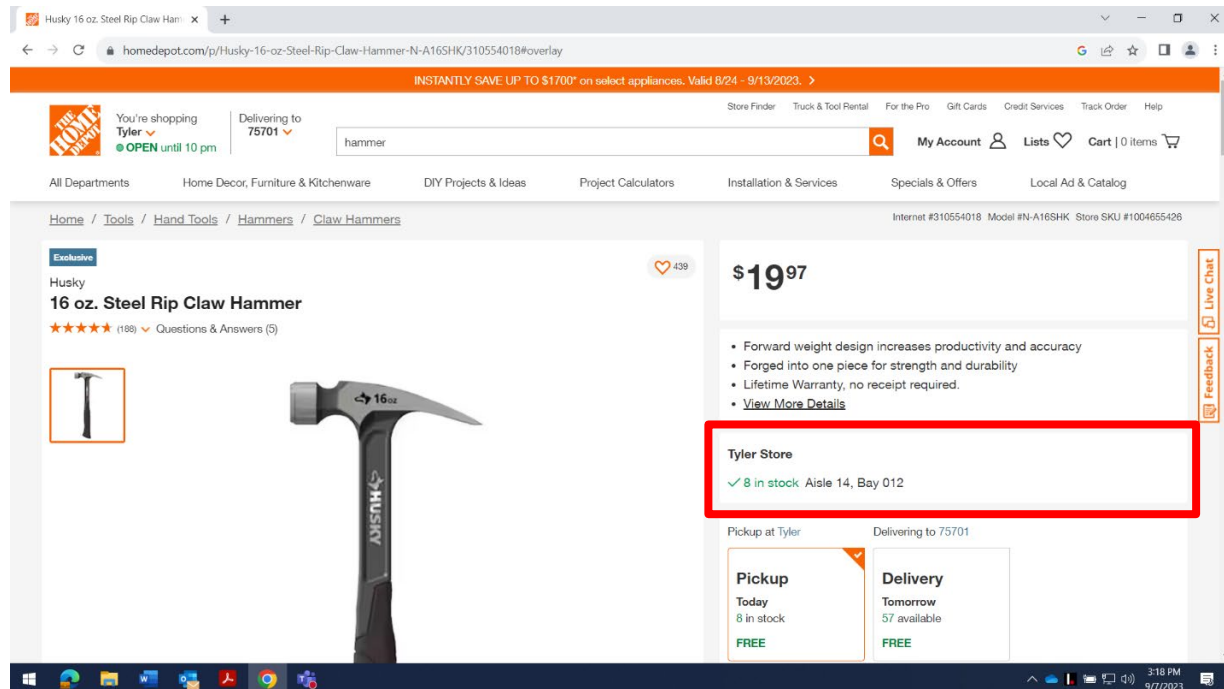 Husky 16 oz. Steel Rip Claw Ham
homedepot.com/p/Husky-16-oz-Steel-Rip-Claw-Hammer-N-A16SHK/310554018#overlay
INSTANTLY SAVE UP TO $1700* on select appliances. Valid 8/24 - 9/13/2023. >
Store Finder Truck & Tool Rental For the Pro Gift Cards Credit Services Track Order Help
THE HOME DEPOT
You're shopping
Tyler
OPEN until 10 pm
Delivering to
75701
hammer
My Account Lists Cart | 0 items
All Departments Home Decor, Furniture & Kitchenware DIY Projects & Ideas Project Calculators Installation & Services Specials & Offers Local Ad & Catalog
Home / Tools / Hand Tools / Hammers / Claw Hammers
Internet #310554018 Model #N-A16SHK Store SKU #1004655426
Exclusive
439
Husky
16 oz. Steel Rip Claw Hammer
(188) Questions & Answers (5)
16oz
HUSKY
$19 97
• Forward weight design increases productivity and accuracy
• Forged into one piece for strength and durability
• Lifetime Warranty, no receipt required.
• View More Details
Tyler Store
8 in stock Aisle 14, Bay 012
Pickup at Tyler
Delivering to 75701
Pickup
Today
8 in stock
FREE
Delivery
Tomorrow
57 available
FREE
Live Chat
Feedback
3:18 PM
9/7/2023